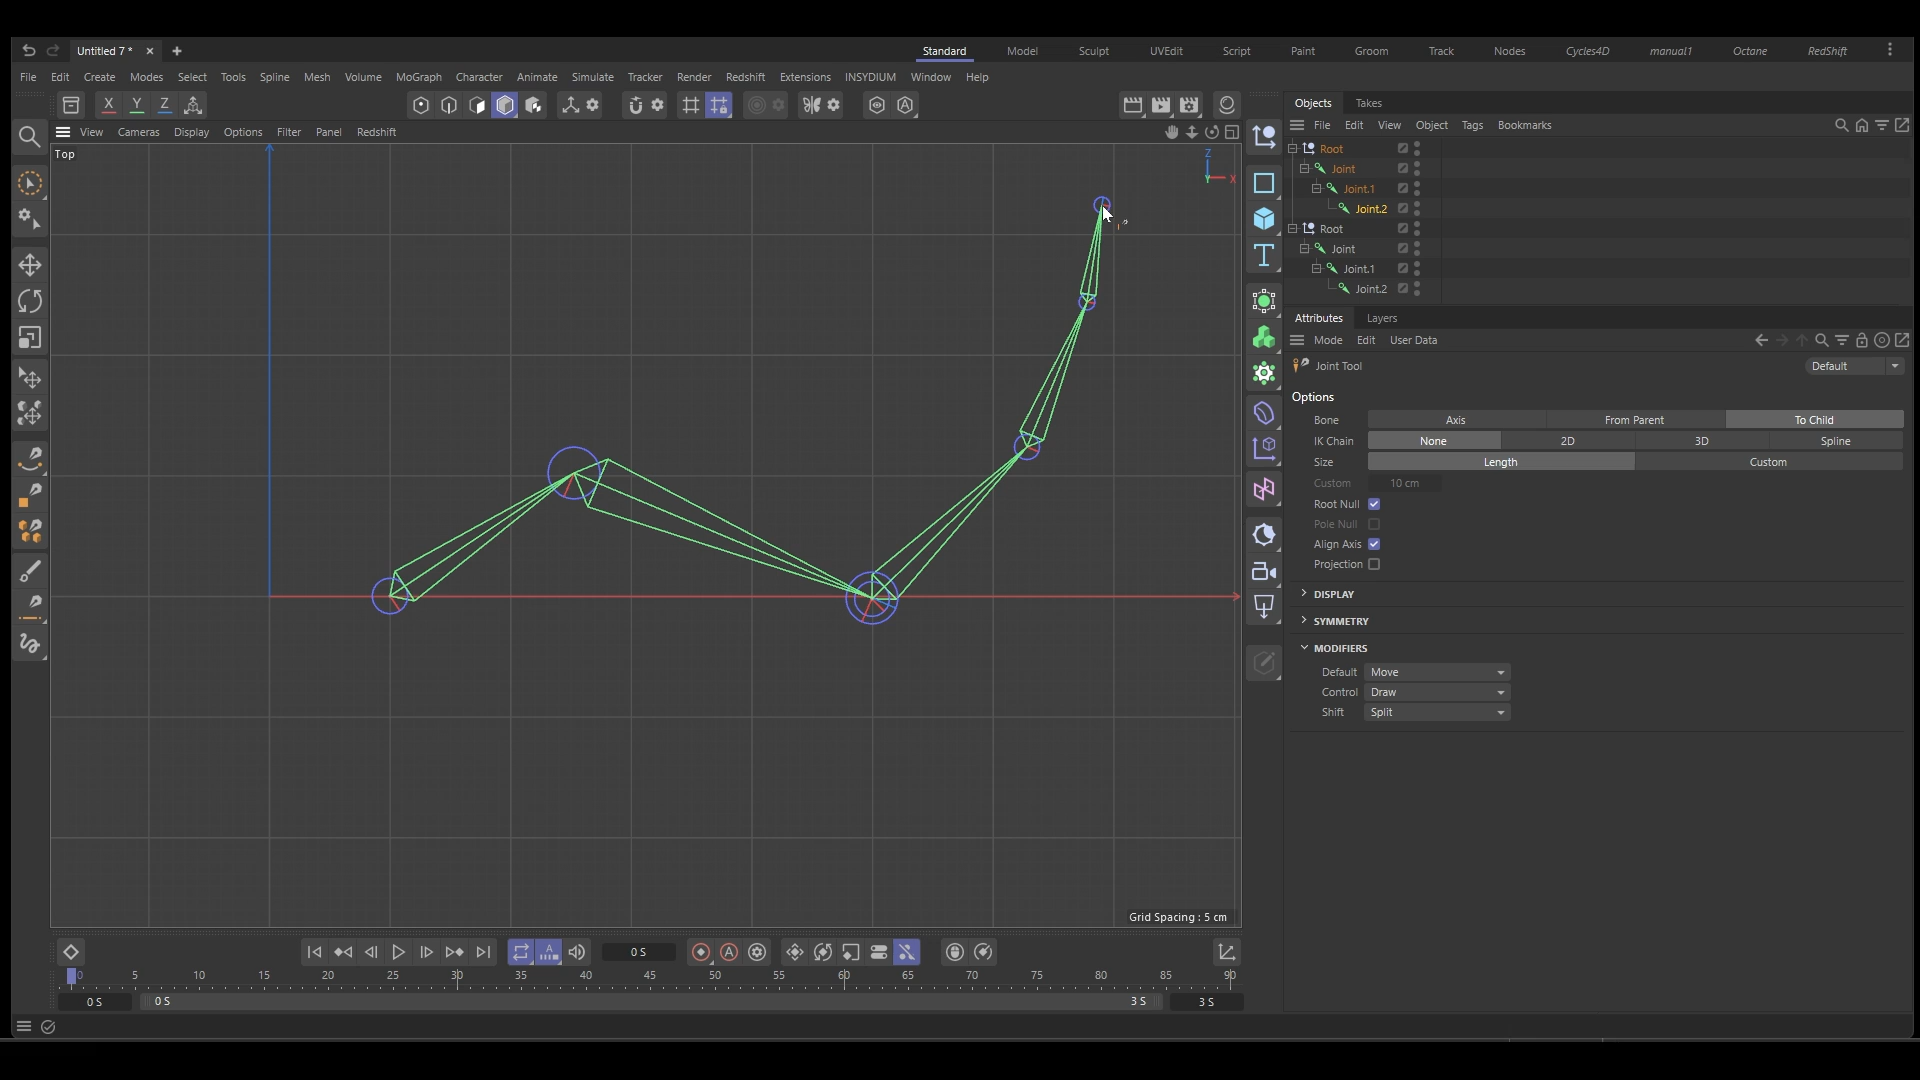 Untitled 7 *
Standard Model Sculpt UVEdit Script Paint Groom Track Nodes Cycles4D manual1 Octane RedShift
File Edit Create Modes Select Tools Spline Mesh Volume MoGraph Character Animate Simulate Tracker Render Redshift Extensions INSYDIUM Window Help
X Y Z
View Cameras Display Options Filter Panel Redshift
Top
Z
Y X
Grid Spacing : 5 cm
Objects Takes
File Edit View Object Tags Bookmarks
Root
Joint
Joint.1
Joint.2
Root
Joint
Joint.1
Joint.2
Attributes Layers
Mode Edit User Data
Joint Tool Default
Options
Bone Axis From Parent To Child
IK Chain None 2D 3D Spline
Size Length Custom
Custom 10 cm
Root Null
Pole Null
Align Axis
Projection
DISPLAY
SYMMETRY
MODIFIERS
Default Move
Control Draw
Shift Split
0 S
0 5 10 15 20 25 30 35 40 45 50 55 60 65 70 75 80 85 90
0 S 0 S 3 S 3 S